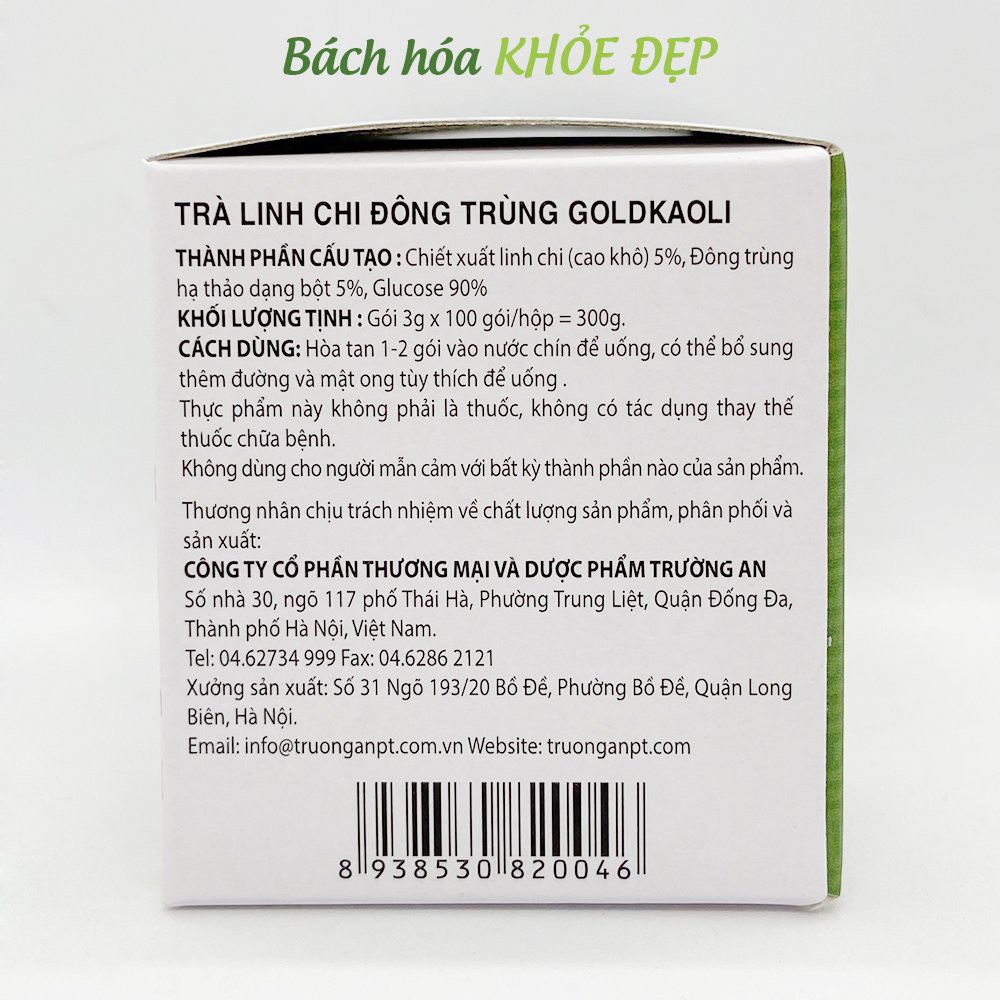 Bách hóa KHỎE ĐẸP
TRÀ LINH CHI ĐÔNG TRÙNG GOLDKAOLI
THÀNH PHẦN CẤU TẠO : Chiết xuất linh chi (cao khô) 5%, Đông trùng
hạ thảo dạng bột 5%, Glucose 90%
KHỐI LƯỢNG TỊNH : Gói 3g x 100 gói/hộp = 300g.
CÁCH DÙNG: Hòa tan 1-2 gói vào nước chín để uống, có thể bổ sung
thêm đường và mật ong tùy thích để uống .
Thực phẩm này không phải là thuốc, không có tác dụng thay thế
thuốc chữa bệnh.
Không dùng cho người mẫn cảm với bất kỳ thành phần nào của sản phẩm.
Thương nhân chịu trách nhiệm về chất lượng sản phẩm, phân phối và
sản xuất:
CÔNG TY CỔ PHẦN THƯƠNG MẠI VÀ DƯỢC PHẨM TRƯỜNG AN
Số nhà 30, ngõ 117 phố Thái Hà, Phường Trung Liệt, Quận Đống Đa,
Thành phố Hà Nội, Việt Nam.
Tel: 04.62734 999 Fax: 04.6286 2121
Xưởng sản xuất: Số 31 Ngõ 193/20 Bồ Đề, Phường Bồ Đề, Quận Long
Biên, Hà Nội.
Email: info@truonganpt.com.vn Website: truonganpt.com
8 938530 820046